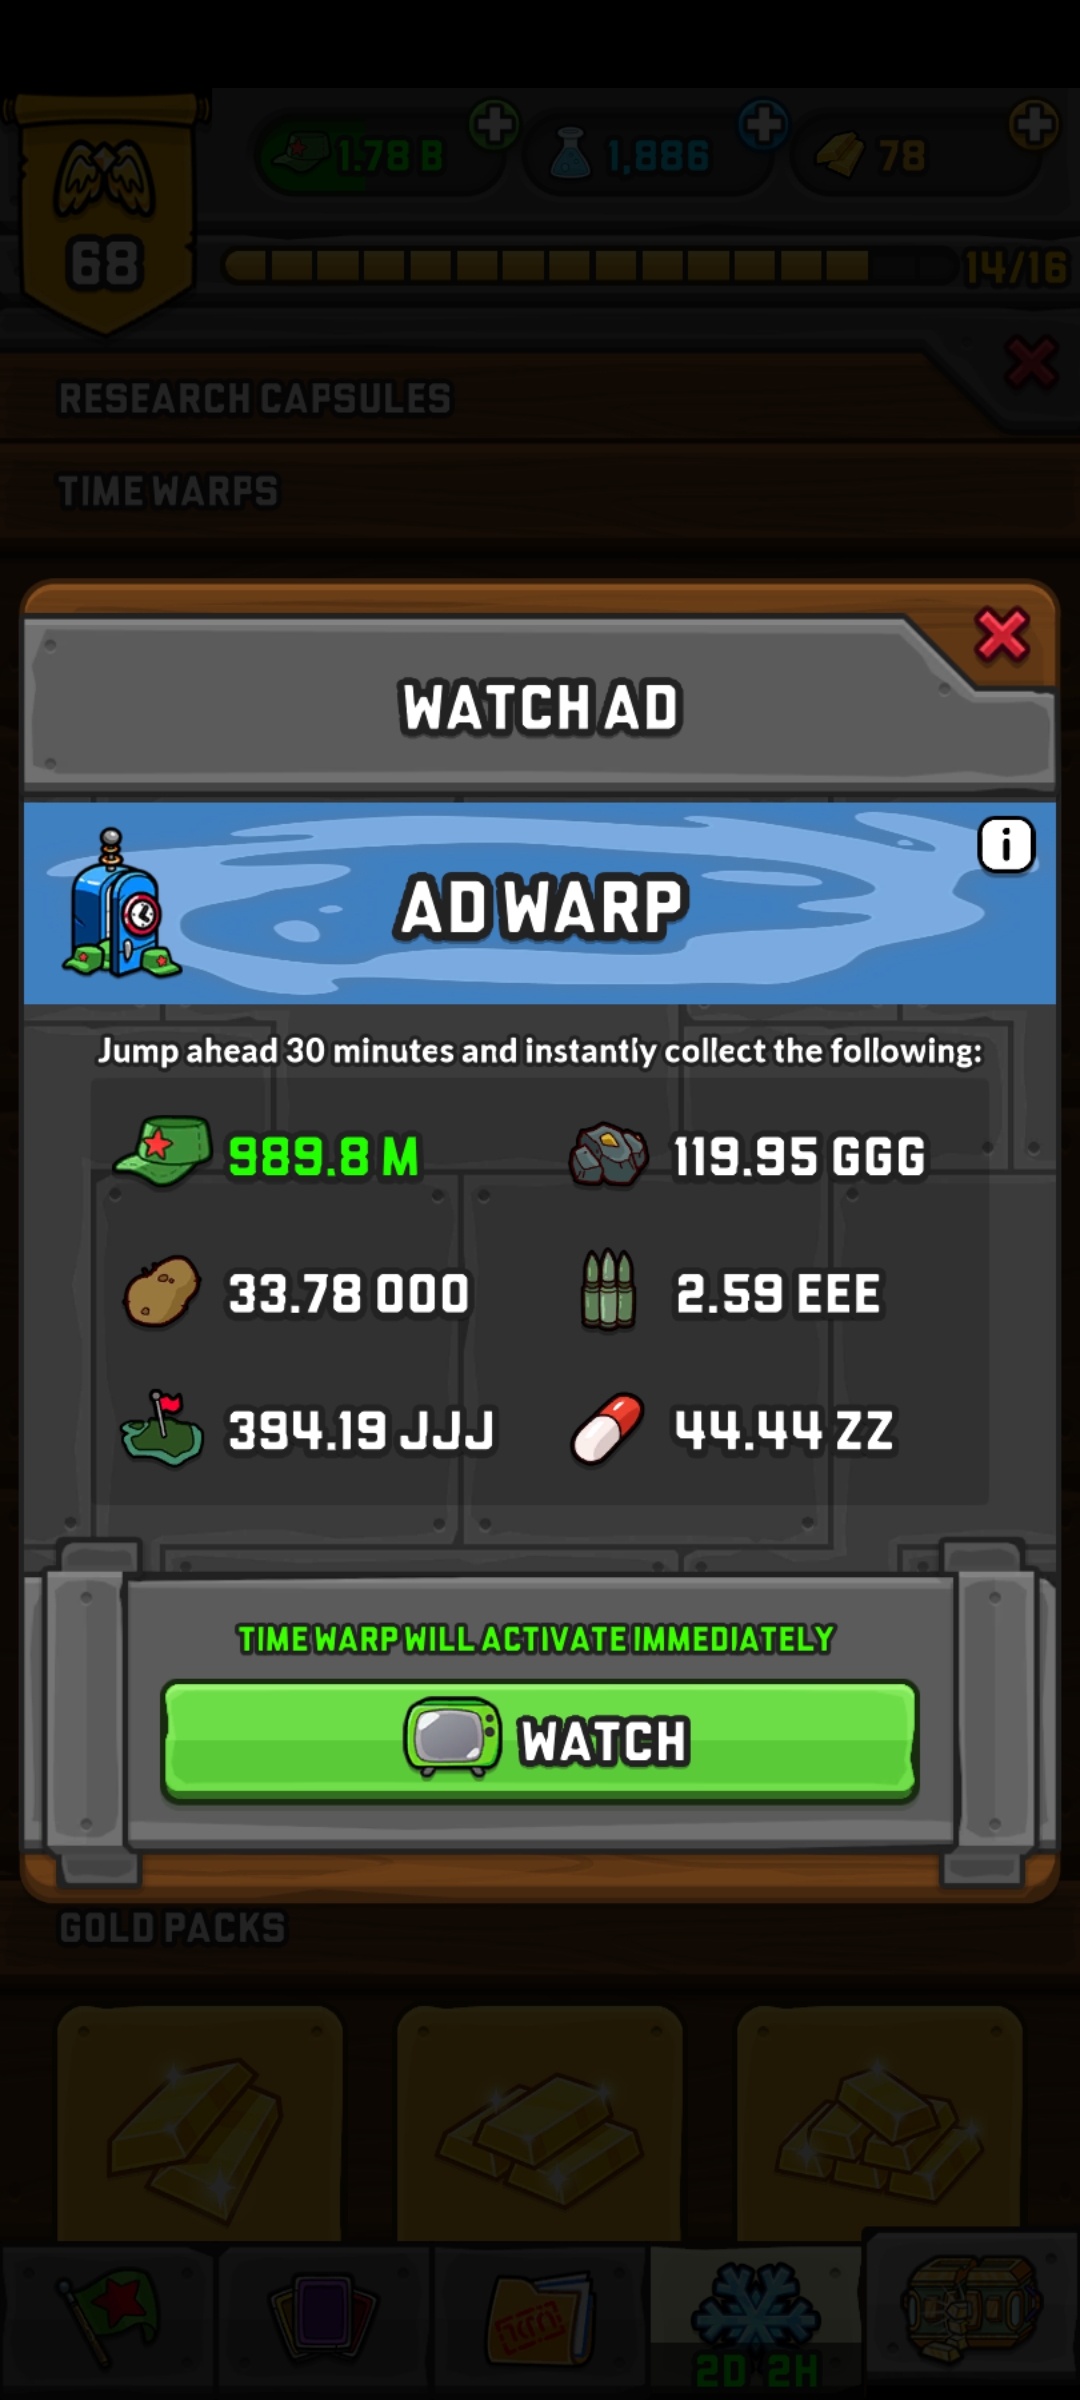 1.78 B
1,886
78
68
14/16
RESEARCH CAPSULES
TIME WARPS
WATCH AD
AD WARP
i
Jump ahead 30 minutes and instantly collect the following:
989.8 M
119.95 GGG
33.78 OOO
2.59 EEE
394.19 JJJ
44.44 ZZ
TIME WARP WILL ACTIVATE IMMEDIATELY
WATCH
GOLD PACKS
2D 2H